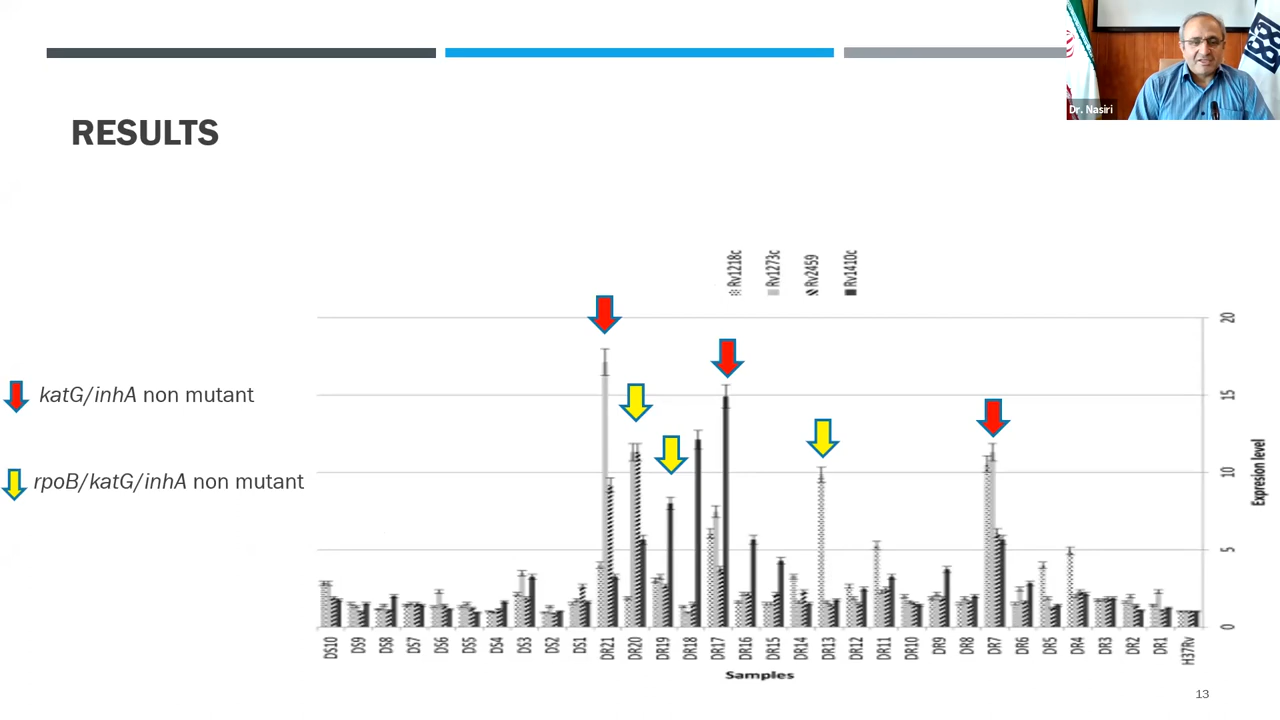 Dr. Nasiri
RESULTS
Rv1218c
Rv1273c
Rv2459
Rv1410c
katG/inhA non mutant
rpoB/katG/inhA non mutant
20
15
10
5
0
Expresion level
DS10 DS9 DS8 DS7 DS6 DS5 DS4 DS3 DS2 DS1 DR21 DR20 DR19 DR18 DR17 DR16 DR15 DR14 DR13 DR12 DR11 DR10 DR9 DR8 DR7 DR6 DR5 DR4 DR3 DR2 DR1 H37Rv
Samples
13